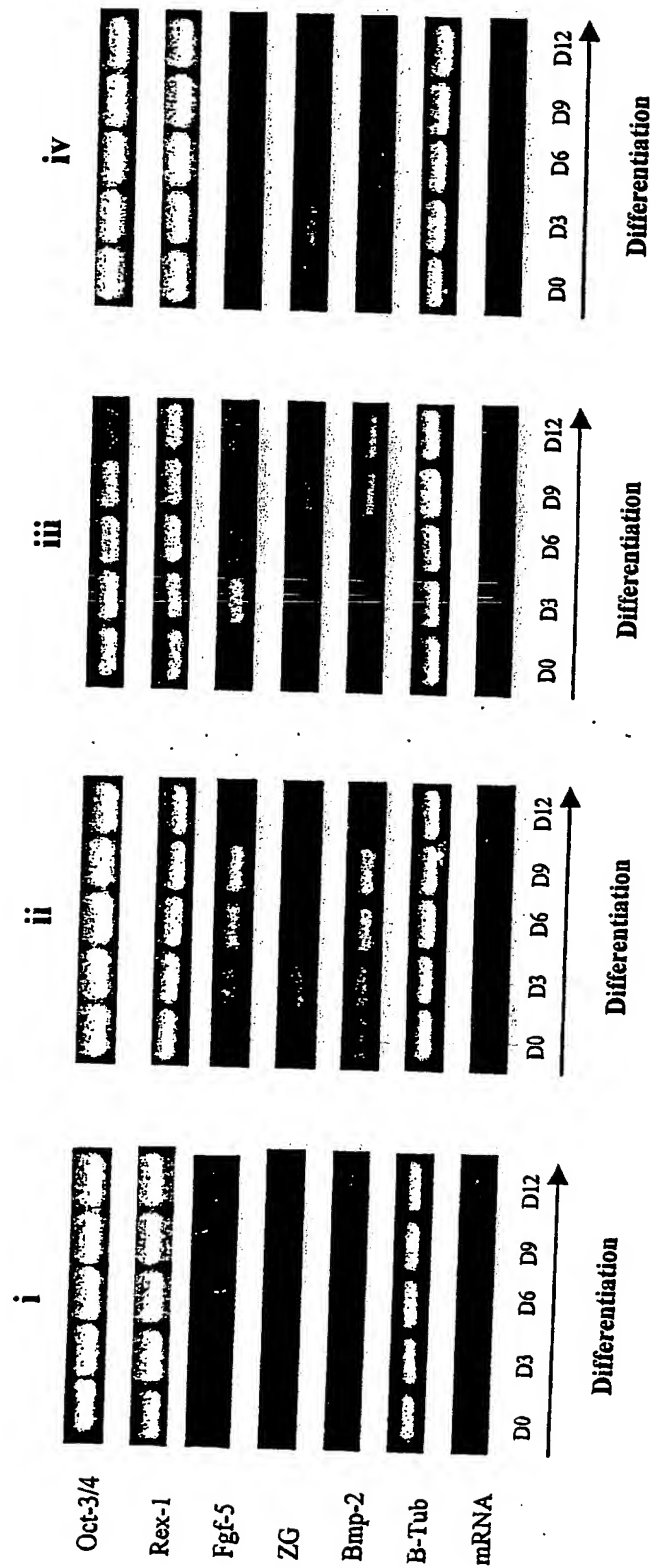 i
ii
iii
iv
Oct-3/4
Rex-1
Fgf-5
ZG
Bmp-2
B-Tub
mRNA
D0 D3 D6 D9 D12
D0 D3 D6 D9 D12
D0 D3 D6 D9 D12
D0 D3 D6 D9 D12
Differentiation
Differentiation
Differentiation
Differentiation